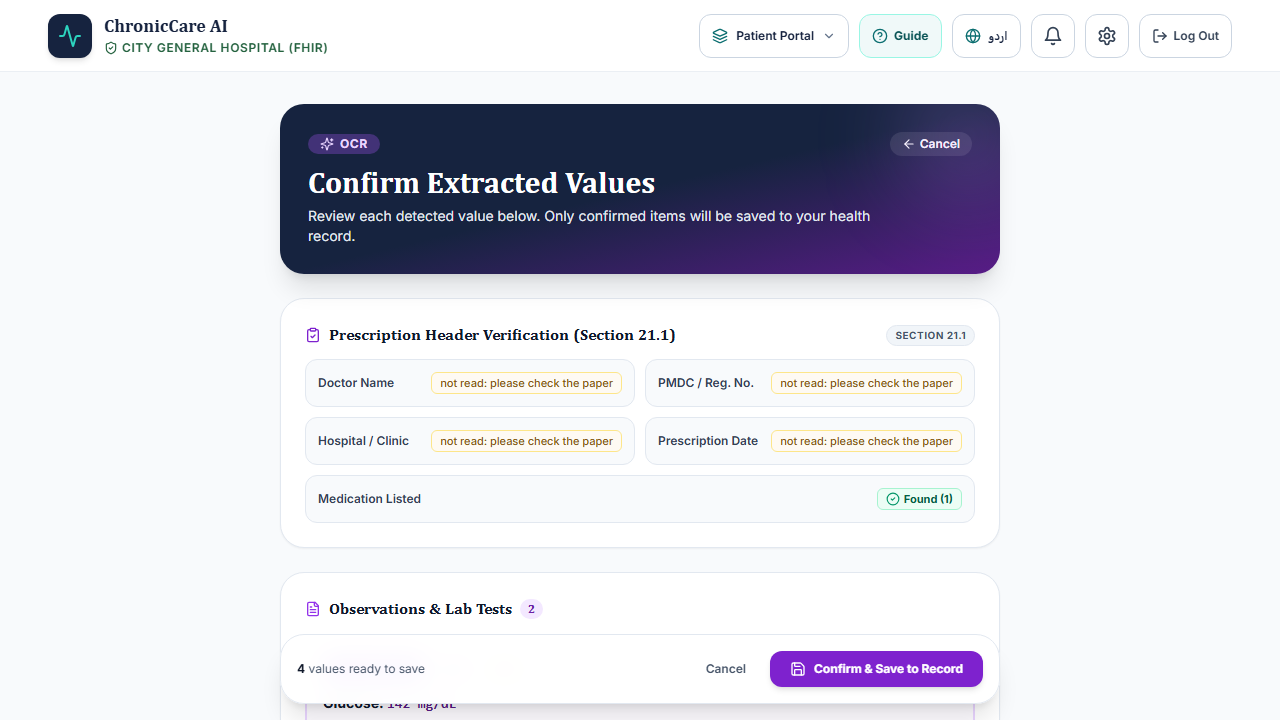 ChronicCare AI
CITY GENERAL HOSPITAL (FHIR)
Patient Portal
Guide
اردو
Log Out
OCR
Cancel
Confirm Extracted Values
Review each detected value below. Only confirmed items will be saved to your health
record.
Prescription Header Verification (Section 21.1)
SECTION 21.1
Doctor Name
not read: please check the paper
PMDC / Reg. No.
not read: please check the paper
Hospital / Clinic
not read: please check the paper
Prescription Date
not read: please check the paper
Medication Listed
Found (1)
Observations & Lab Tests 2
4 values ready to save
Cancel
Confirm & Save to Record
Glucose: 142 mg/dL